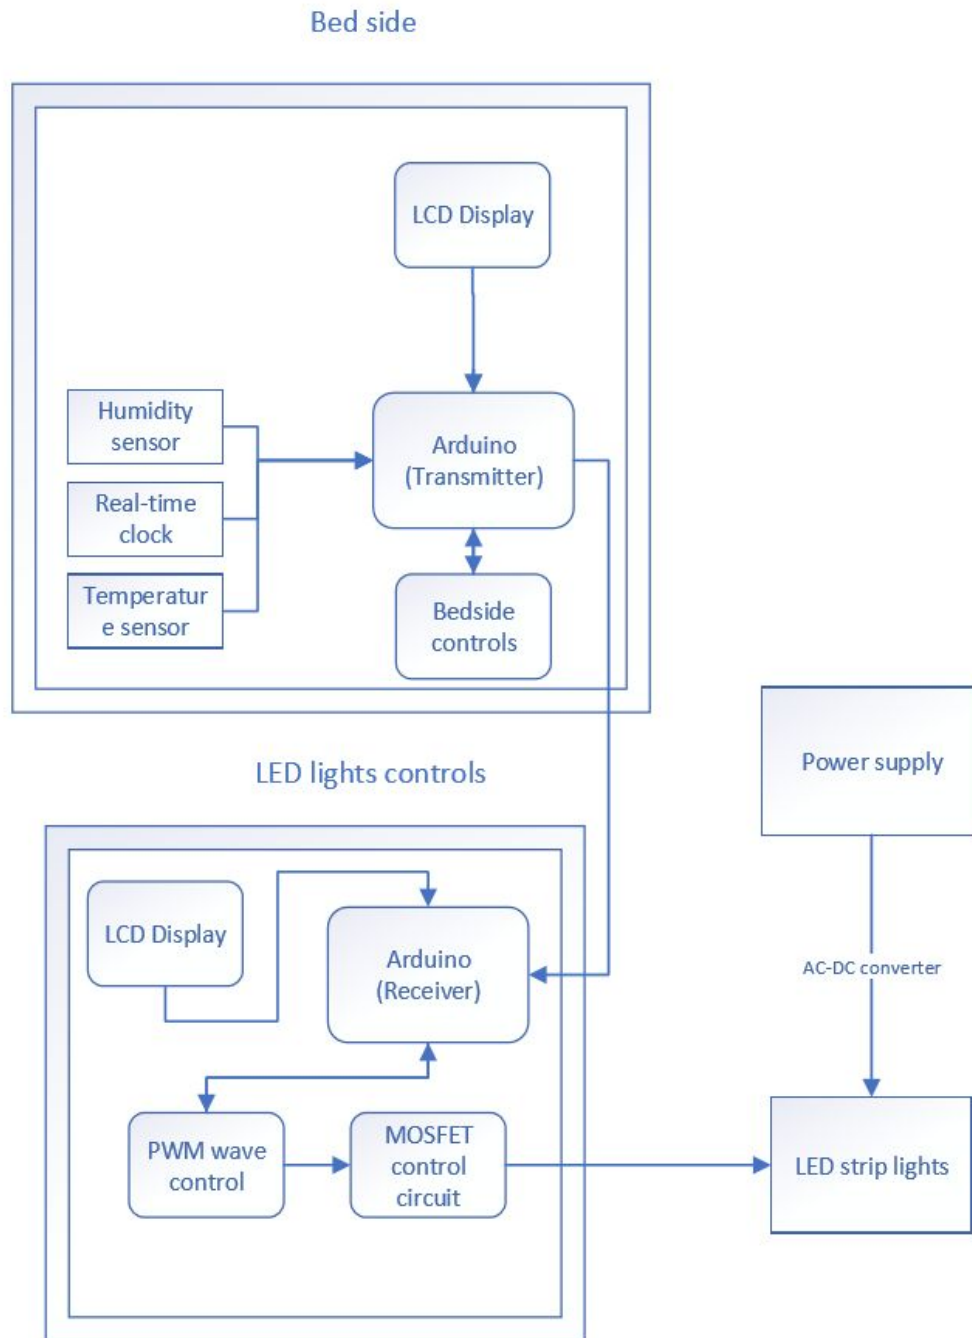 Bed side
LCD Display
Humidity
sensor
Arduino
(Transmitter)
Real-time
clock
Temperatur
e sensor
Bedside
controls
Power supply
LED lights controls
LCD Display
Arduino
(Receiver)
AC-DC converter
PWM wave
control
MOSFET
control
circuit
LED strip lights